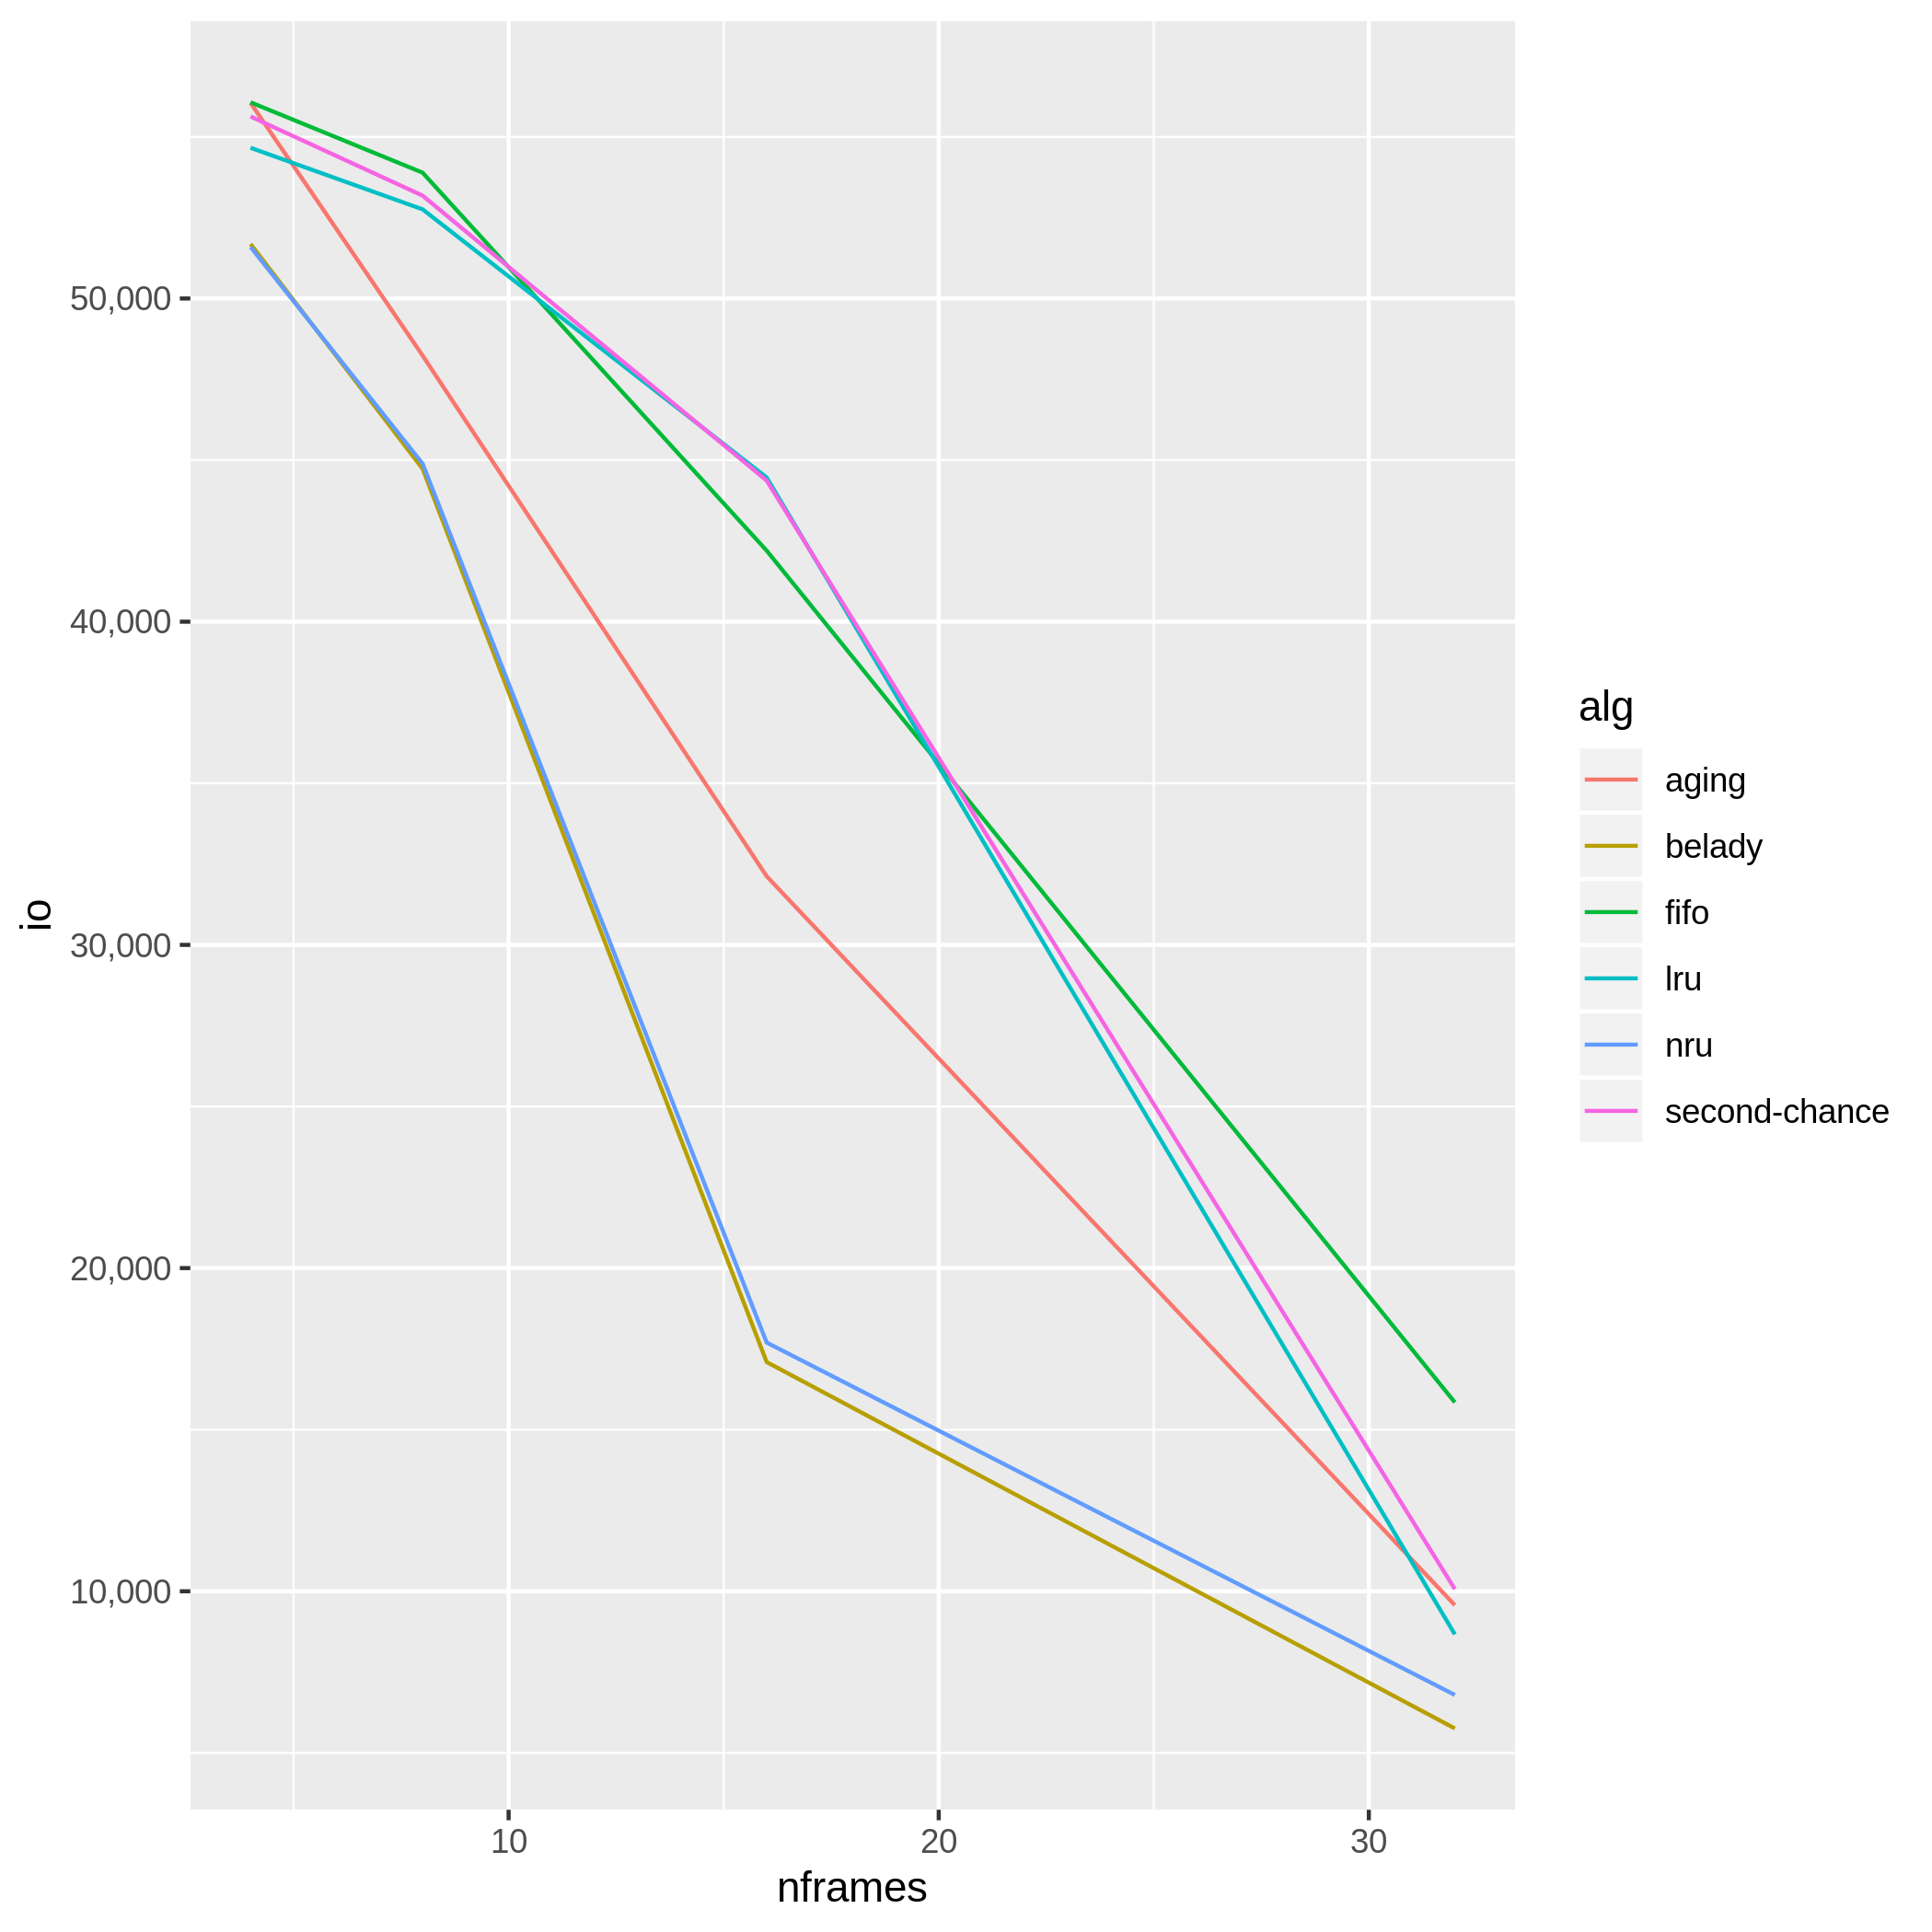 io
50,000
40,000
30,000
20,000
10,000
10 20 30
nframes
alg
aging
belady
fifo
lru
nru
second-chance